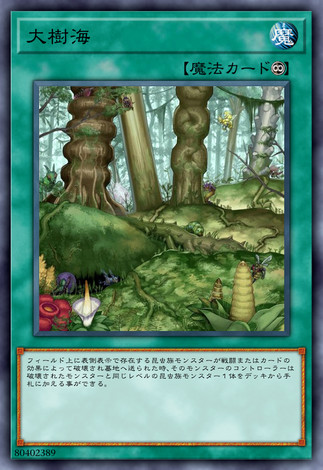 大樹海
魔
【魔法カード】
フィールド上に表側表示で存在する昆虫族モンスターが戦闘またはカードの
効果によって破壊され墓地へ送られた時、そのモンスターのコントローラーは
破壊されたモンスターと同じレベルの昆虫族モンスター１体をデッキから手
札に加える事ができる。
80402389